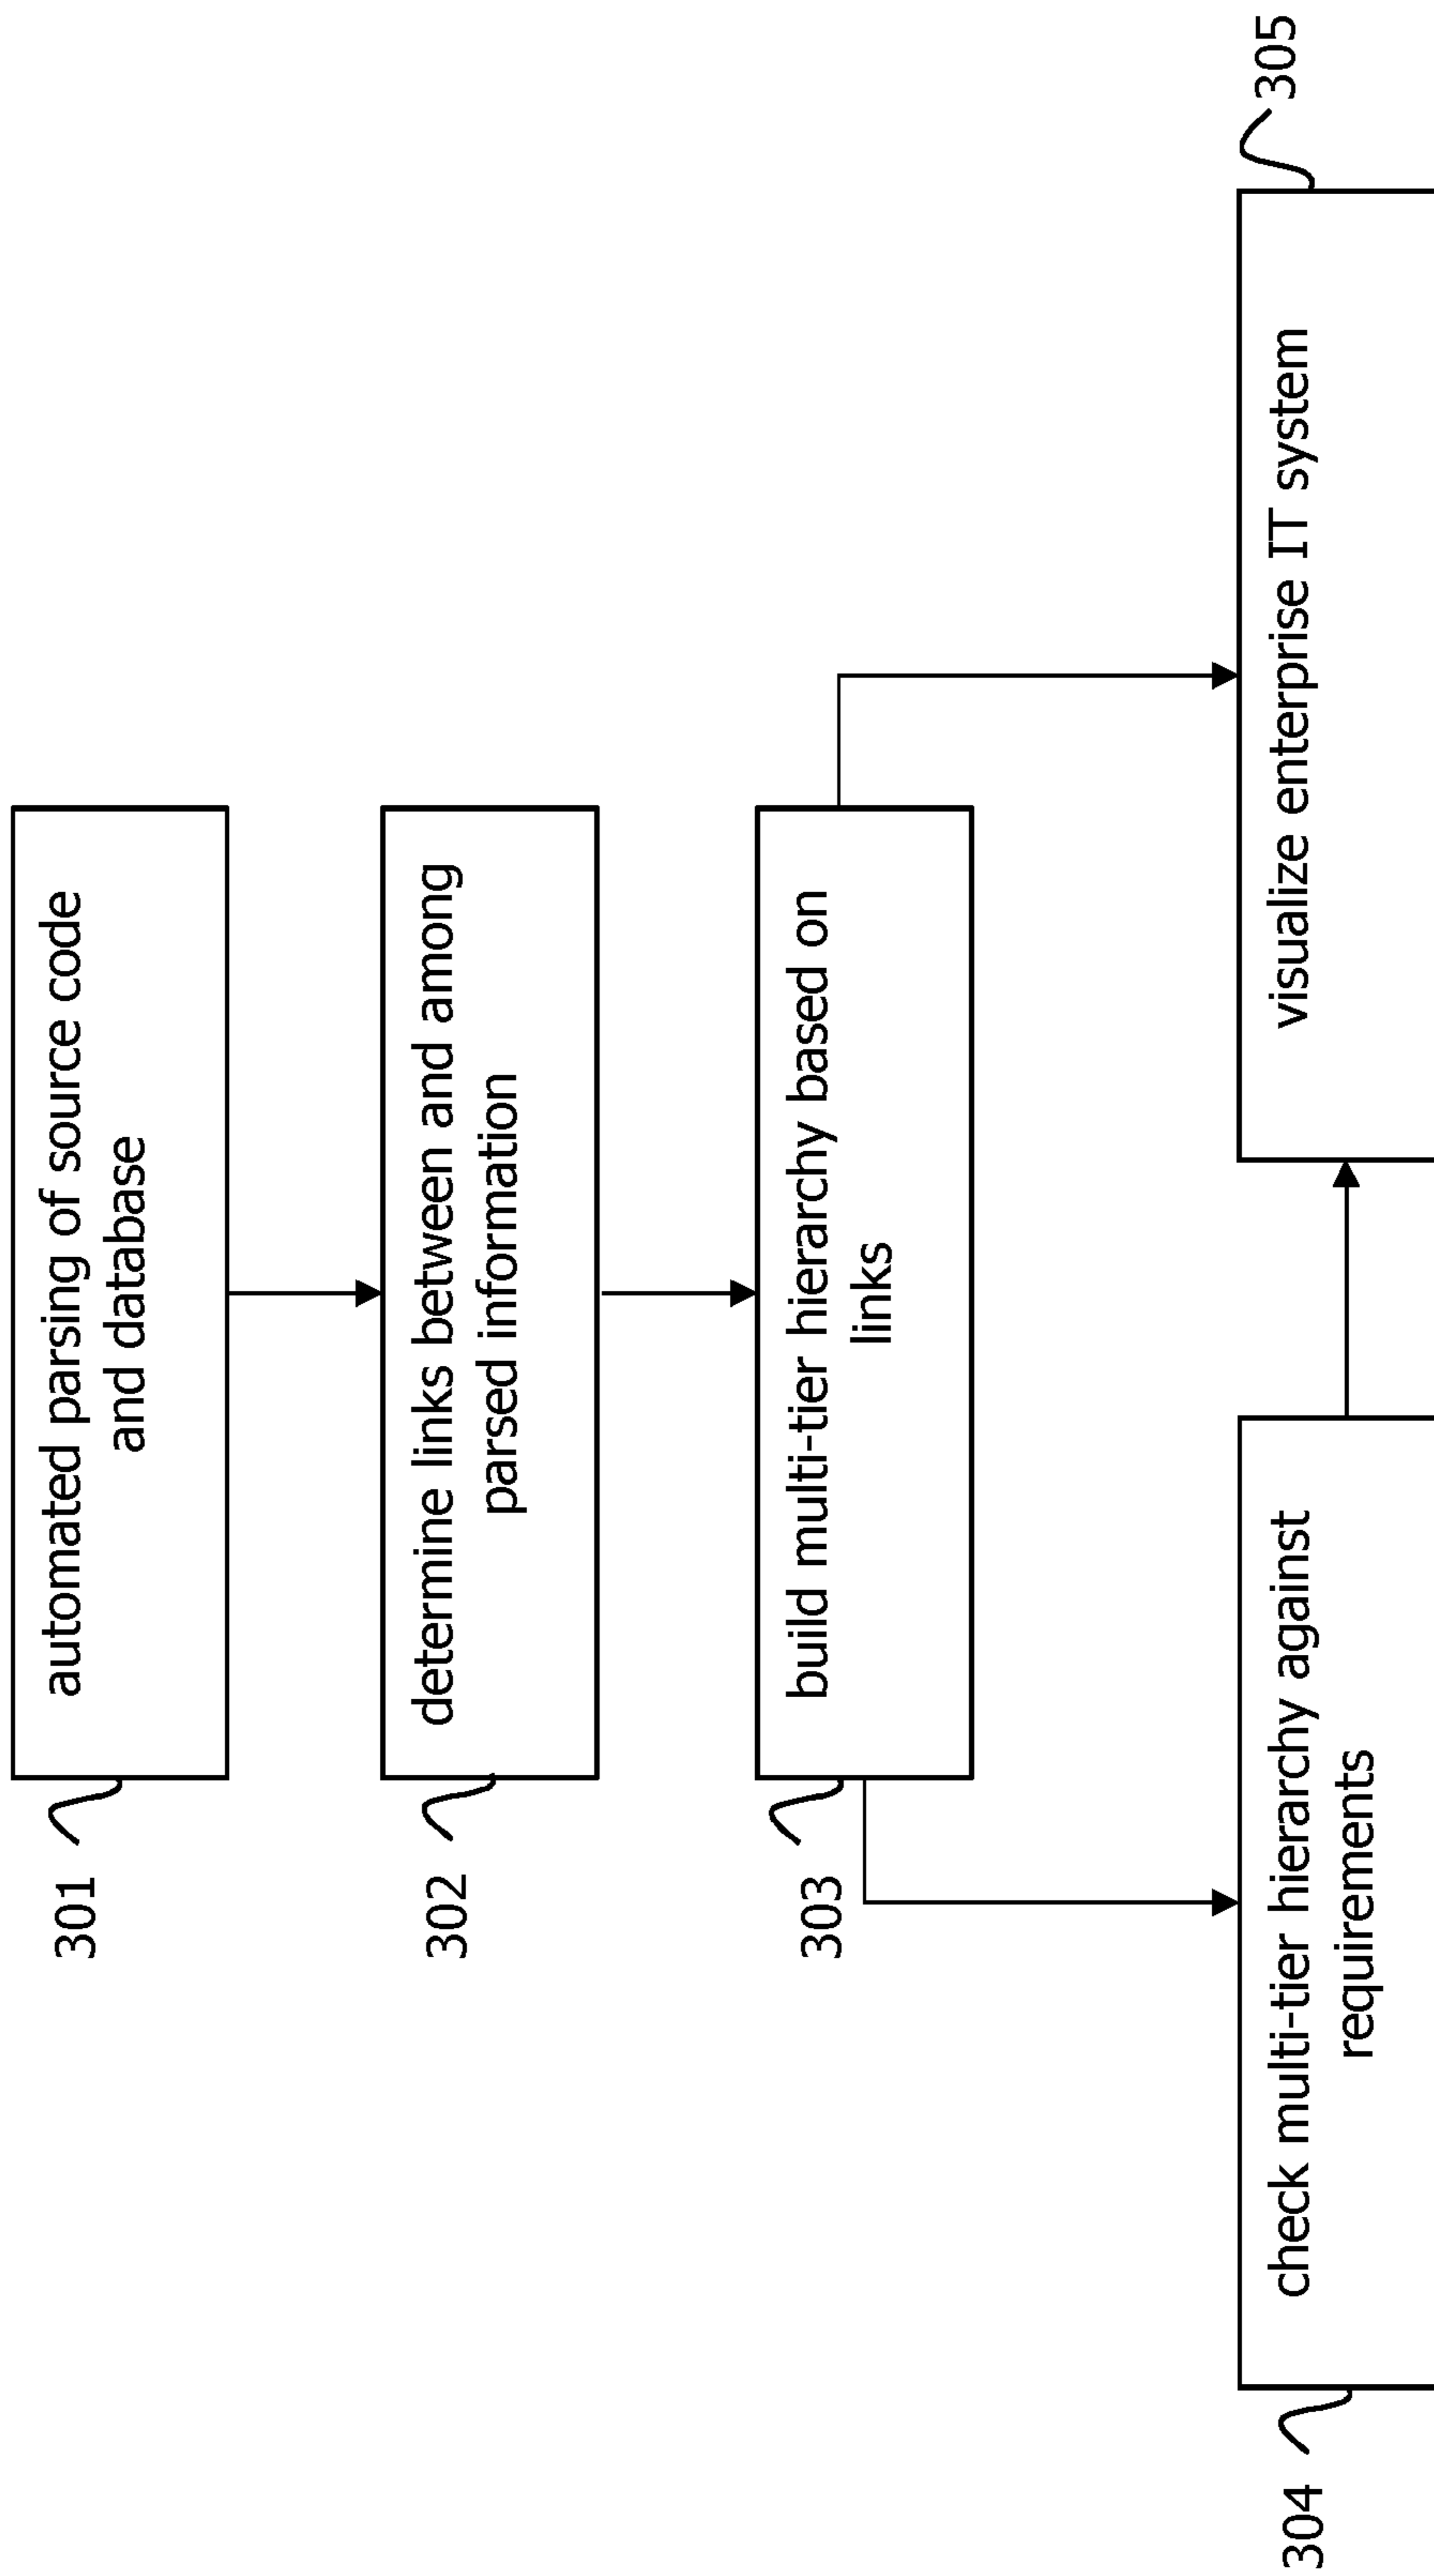 301
automated parsing of source code
and database
302
determine links between and among
parsed information
303
build multi-tier hierarchy based on
links
304
check multi-tier hierarchy against
requirements
visualize enterprise IT system
305